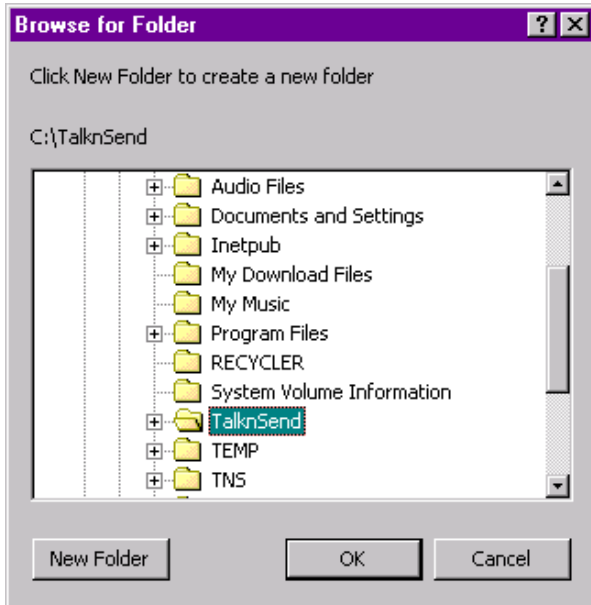 Browse for Folder
Click New Folder to create a new folder
C:\TalknSend
Audio Files
Documents and Settings
Inetpub
My Download Files
My Music
Program Files
RECYCLER
System Volume Information
TalknSend
TEMP
TNS
New Folder OK Cancel